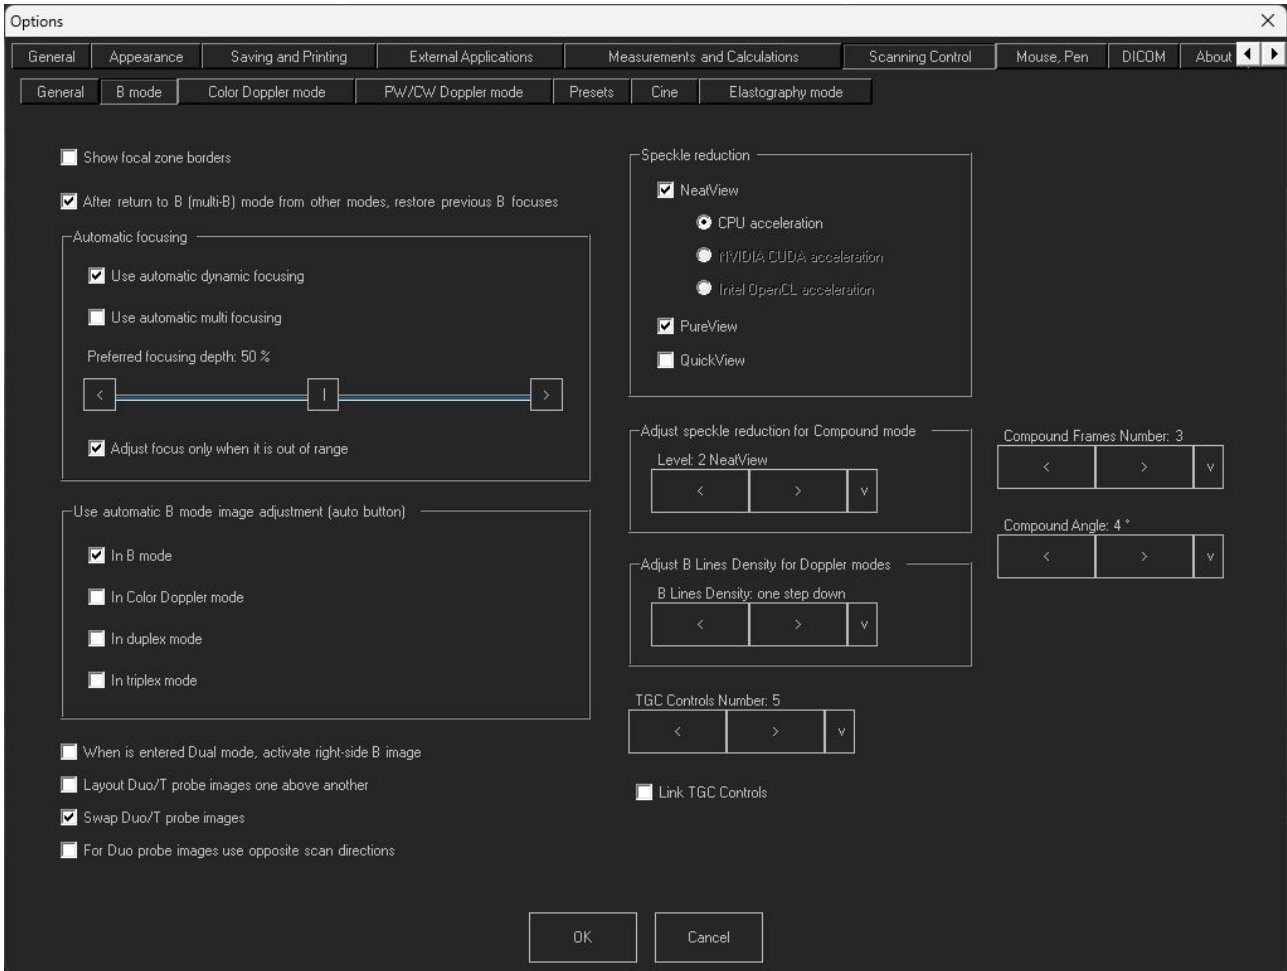 Options
General Appearance Saving and Printing External Applications Measurements and Calculations Scanning Control Mouse, Pen DICOM About
General B mode Color Doppler mode PW/CW Doppler mode Presets Cine Elastography mode
Show focal zone borders
After return to B (multi-B) mode from other modes, restore previous B focuses
Automatic focusing
Use automatic dynamic focusing
Use automatic multi focusing
Preferred focusing depth: 50 %
< | >
Adjust focus only when it is out of range
Use automatic B mode image adjustment (auto button)
In B mode
In Color Doppler mode
In duplex mode
In triplex mode
When is entered Dual mode, activate right-side B image
Layout Duo/T probe images one above another
Swap Duo/T probe images
For Duo probe images use opposite scan directions
Speckle reduction
NeatView
CPU acceleration
NVIDIA CUDA acceleration
Intel OpenCL acceleration
PureView
QuickView
Adjust speckle reduction for Compound mode
Level: 2 NeatView
< > v
Adjust B Lines Density for Doppler modes
B Lines Density: one step down
< > v
TGC Controls Number: 5
< > v
Link TGC Controls
Compound Frames Number: 3
< > v
Compound Angle: 4 °
< > v
OK Cancel